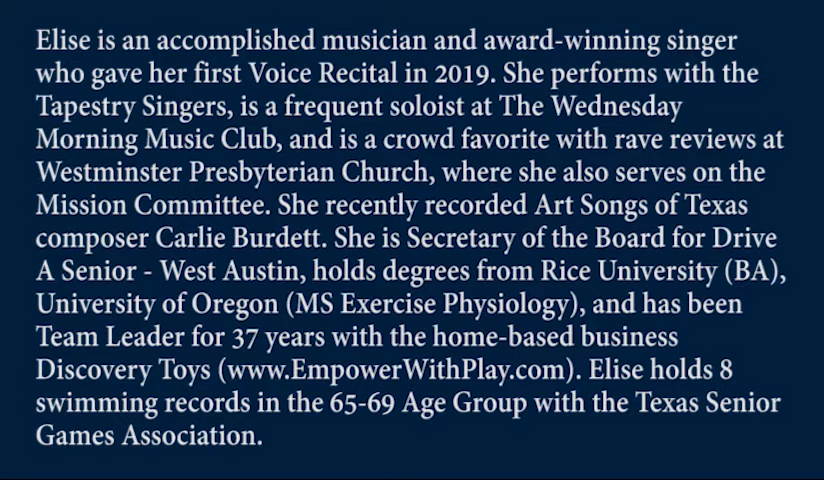 Elise is an accomplished musician and award-winning singer
who gave her first Voice Recital in 2019. She performs with the
Tapestry Singers, is a frequent soloist at The Wednesday
Morning Music Club, and is a crowd favorite with rave reviews at
Westminster Presbyterian Church, where she also serves on the
Mission Committee. She recently recorded Art Songs of Texas
composer Carlie Burdett. She is Secretary of the Board for Drive
A Senior - West Austin, holds degrees from Rice University (BA),
University of Oregon (MS Exercise Physiology), and has been
Team Leader for 37 years with the home-based business
Discovery Toys (www.EmpowerWithPlay.com). Elise holds 8
swimming records in the 65-69 Age Group with the Texas Senior
Games Association.